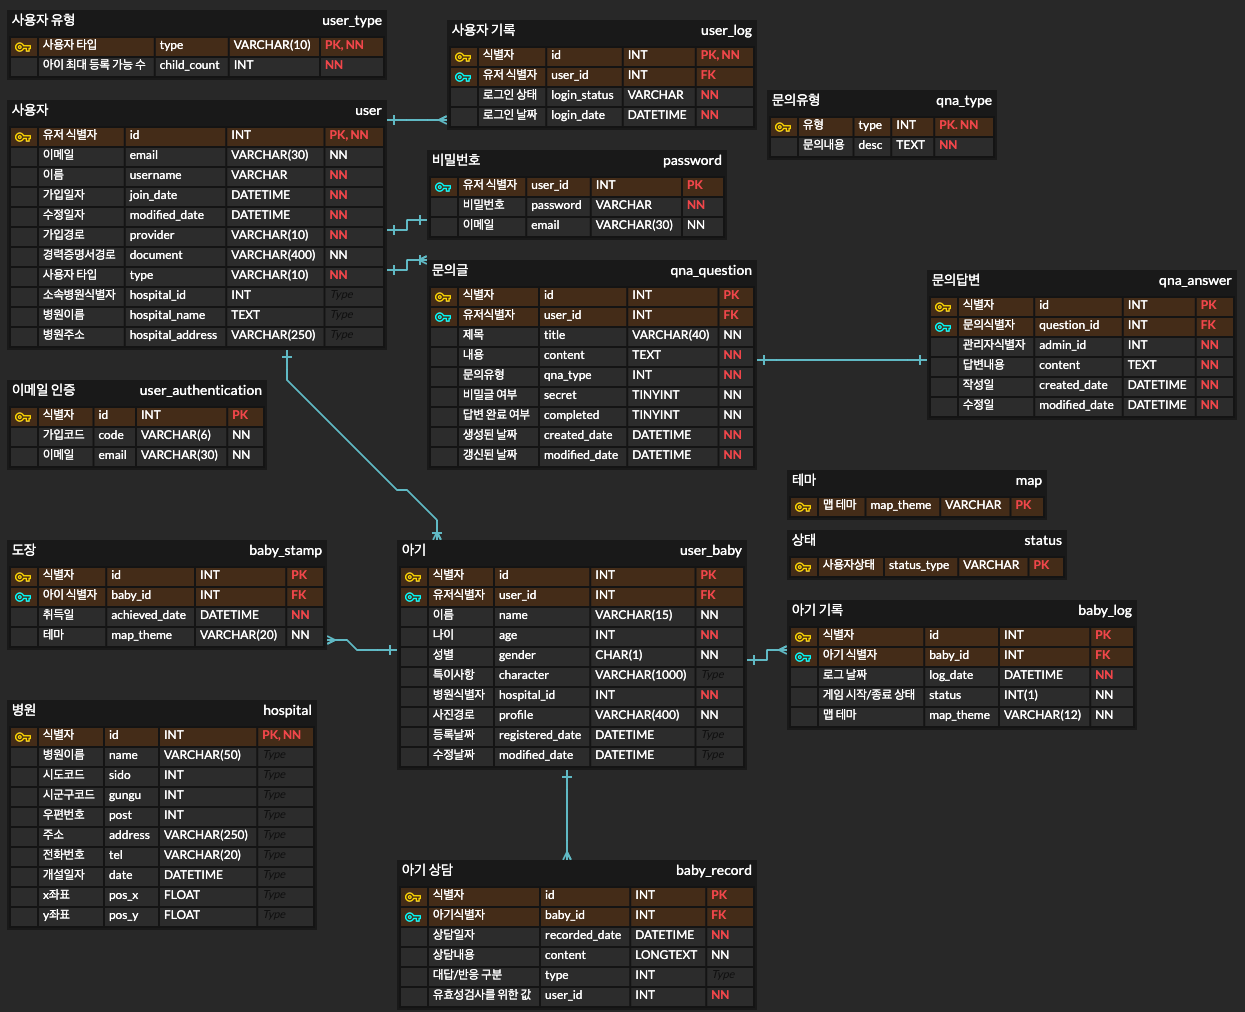 사용자 유형 user_type
사용자 타입 type VARCHAR(10) PK, NN
아이 최대 등록 가능 수 child_count INT NN
사용자 기록 user_log
식별자 id INT PK, NN
유저 식별자 user_id INT FK
로그인 상태 login_status VARCHAR NN
로그인 날짜 login_date DATETIME NN
문의유형 qna_type
유형 type INT PK. NN
문의내용 desc TEXT NN
사용자 user
유저 식별자 id INT PK, NN
이메일 email VARCHAR(30) NN
이름 username VARCHAR NN
가입일자 join_date DATETIME NN
수정일자 modified_date DATETIME NN
가입경로 provider VARCHAR(10) NN
경력증명서경로 document VARCHAR(400) NN
사용자 타입 type VARCHAR(10) NN
소속병원식별자 hospital_id INT Type
병원이름 hospital_name TEXT Type
병원주소 hospital_address VARCHAR(250) Type
비밀번호 password
유저 식별자 user_id INT PK
비밀번호 password VARCHAR NN
이메일 email VARCHAR(30) NN
문의글 qna_question
식별자 id INT PK
유저식별자 user_id INT FK
제목 title VARCHAR(40) NN
내용 content TEXT NN
문의유형 qna_type INT NN
비밀글 여부 secret TINYINT NN
답변 완료 여부 completed TINYINT NN
생성된 날짜 created_date DATETIME NN
갱신된 날짜 modified_date DATETIME NN
문의답변 qna_answer
식별자 id INT PK
문의식별자 question_id INT FK
관리자식별자 admin_id INT NN
답변내용 content TEXT NN
작성일 created_date DATETIME NN
수정일 modified_date DATETIME NN
이메일 인증 user_authentication
식별자 id INT PK
가입코드 code VARCHAR(6) NN
이메일 email VARCHAR(30) NN
테마 map
맵 테마 map_theme VARCHAR PK
상태 status
사용자상태 status_type VARCHAR PK
도장 baby_stamp
식별자 id INT PK
아이 식별자 baby_id INT FK
취득일 achieved_date DATETIME NN
테마 map_theme VARCHAR(20) NN
아기 user_baby
식별자 id INT PK
유저식별자 user_id INT FK
이름 name VARCHAR(15) NN
나이 age INT NN
성별 gender CHAR(1) NN
특이사항 character VARCHAR(1000) Type
병원식별자 hospital_id INT NN
사진경로 profile VARCHAR(400) NN
등록날짜 registered_date DATETIME Type
수정날짜 modified_date DATETIME Type
아기 기록 baby_log
식별자 id INT PK
아기 식별자 baby_id INT FK
로그 날짜 log_date DATETIME NN
게임 시작/종료 상태 status INT(1) NN
맵 테마 map_theme VARCHAR(12) NN
병원 hospital
식별자 id INT PK, NN
병원이름 name VARCHAR(50) Type
시도코드 sido INT Type
시군구코드 gungu INT Type
우편번호 post INT Type
주소 address VARCHAR(250) Type
전화번호 tel VARCHAR(20) Type
개설일자 date DATETIME Type
x좌표 pos_x FLOAT Type
y좌표 pos_y FLOAT Type
아기 상담 baby_record
식별자 id INT PK
아기식별자 baby_id INT FK
상담일자 recorded_date DATETIME NN
상담내용 content LONGTEXT NN
대답/반응 구분 type INT Type
유효성검사를 위한 값 user_id INT NN